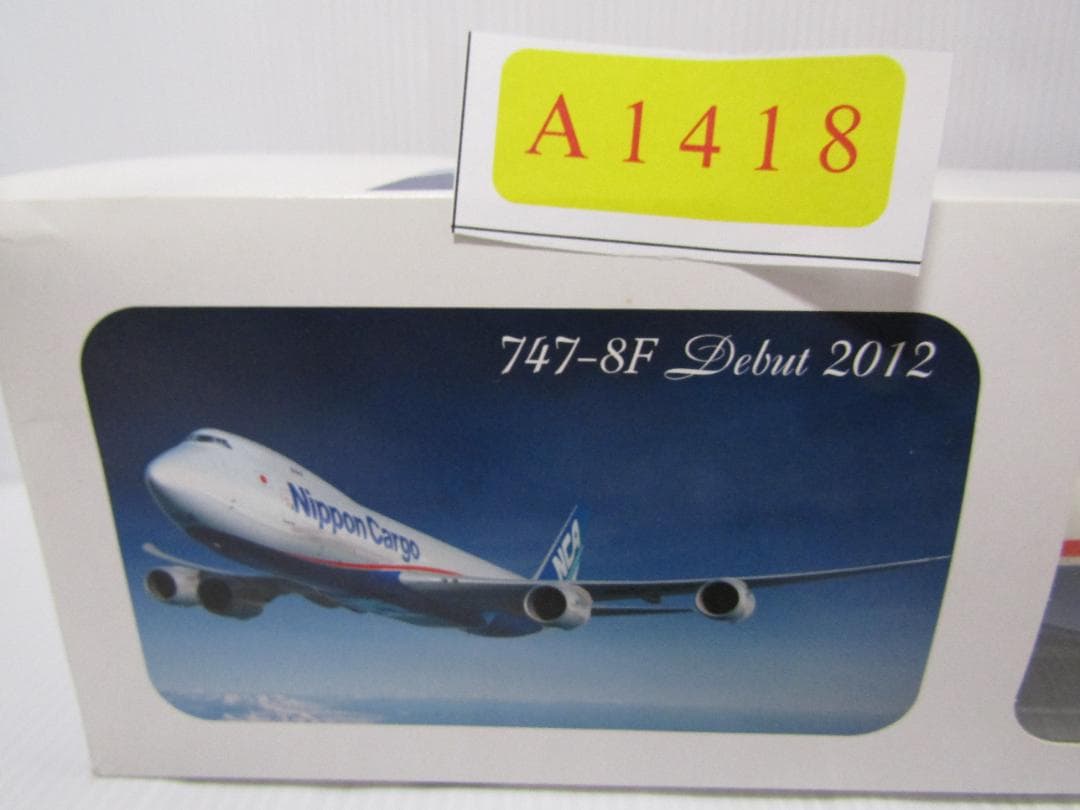 A1418
747-8F Debut 2012
Nippon Cargo
NCA